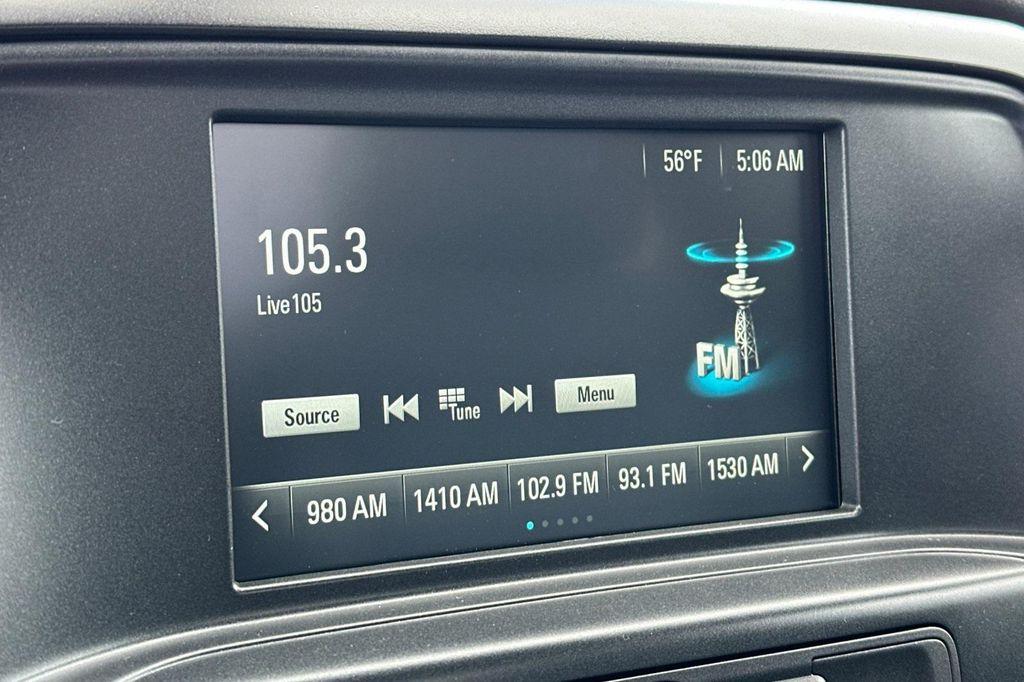 56°F 5:06 AM
105.3
Live105
FM
Source Tune Menu
980 AM 1410 AM 102.9 FM 93.1 FM 1530 AM